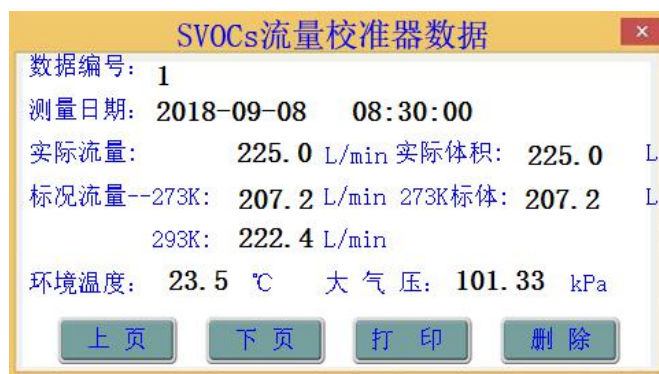 SVOCs流量校准器数据 ×
数据编号: 1
测量日期: 2018-09-08 08:30:00
实际流量: 225.0 L/min 实际体积: 225.0 L
标况流量--273K: 207.2 L/min 273K标体: 207.2 L
293K: 222.4 L/min
环境温度: 23.5 ℃ 大气压: 101.33 kPa
上页 下页 打印 删除